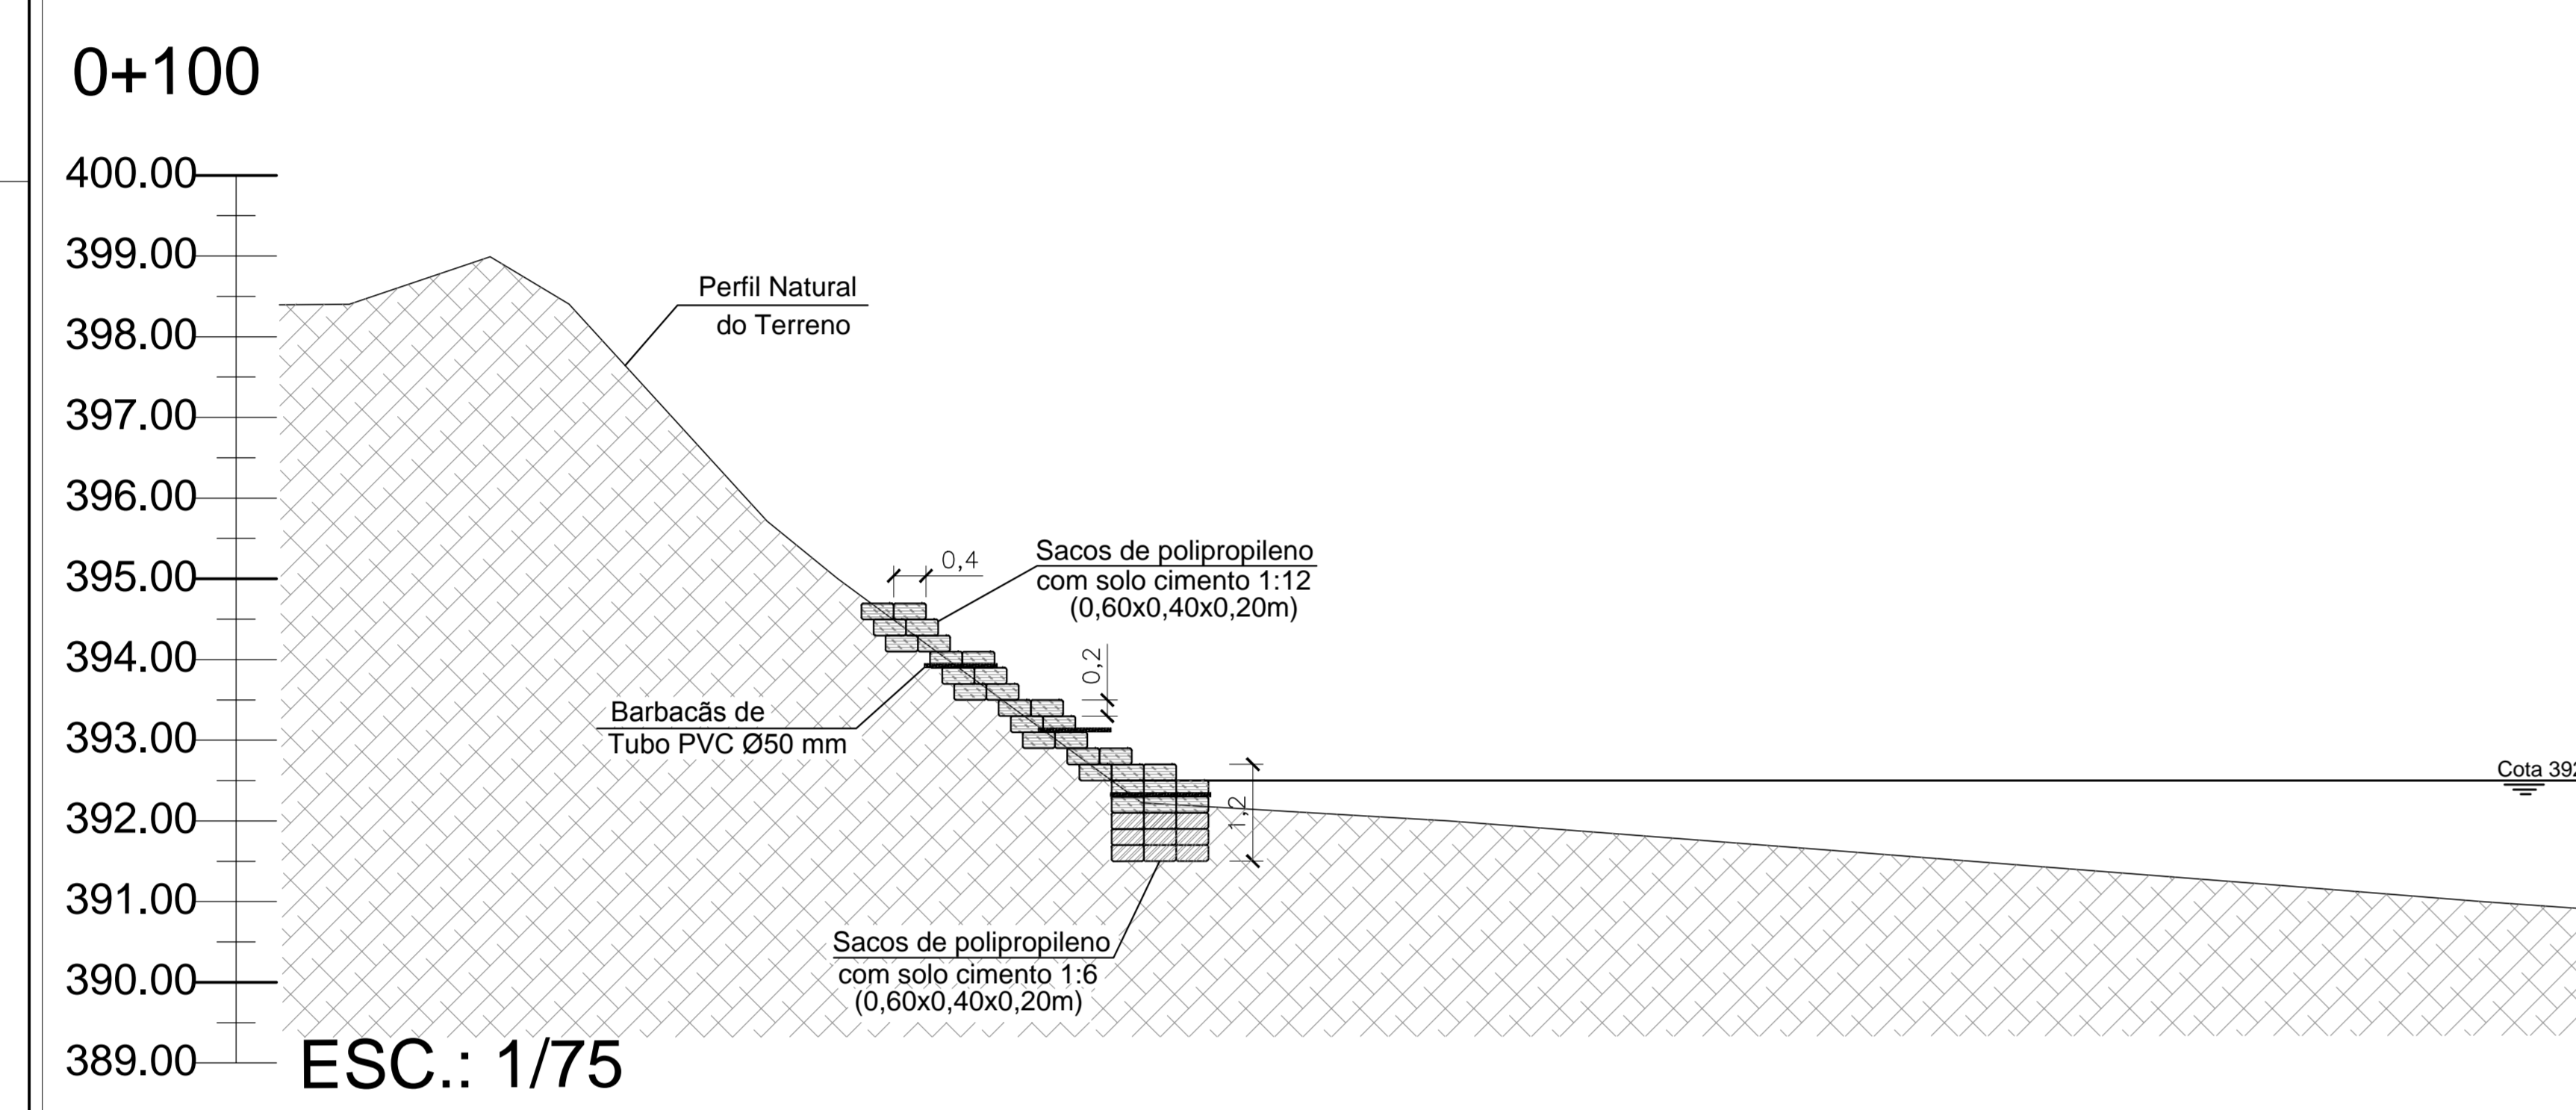 0+100
400.00
399.00
398.00
397.00
396.00
395.00
394.00
393.00
392.00
391.00
390.00
389.00
Perfil Natural
do Terreno
0,4
Sacos de polipropileno
com solo cimento 1:12
(0,60x0,40x0,20m)
0,2
Barbacãs de
Tubo PVC Ø50 mm
1,2
Cota 392
Sacos de polipropileno
com solo cimento 1:6
(0,60x0,40x0,20m)
ESC.: 1/75